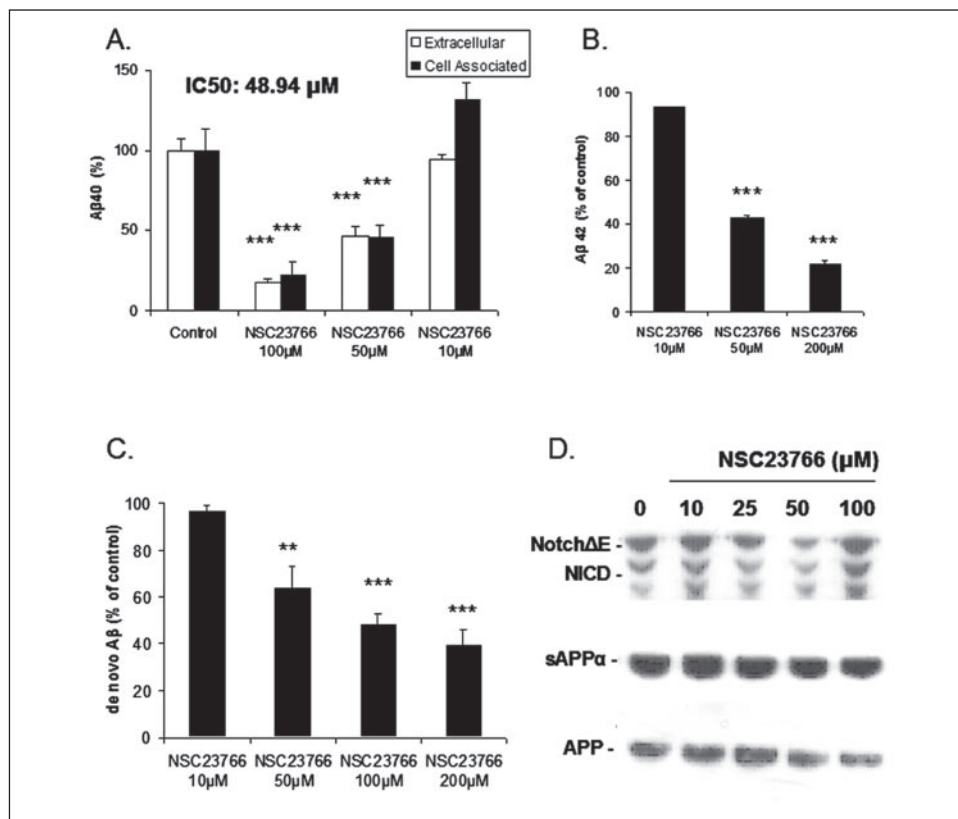 A.
Extracellular
Cell Associated
IC50: 48.94 µM
150
100
50
0
Aβ40 (%)
***
***
***
***
Control
NSC23766
100µM
NSC23766
50µM
NSC23766
10µM
B.
100
80
60
40
20
0
Aβ 42 (% of control)
***
***
NSC23766
10µM
NSC23766
50µM
NSC23766
200µM
C.
100
80
60
40
20
0
de novo Aβ (% of control)
**
***
***
NSC23766
10µM
NSC23766
50µM
NSC23766
100µM
NSC23766
200µM
D.
NSC23766 (µM)
0 10 25 50 100
NotchΔE -
NICD -
sAPPα -
APP -